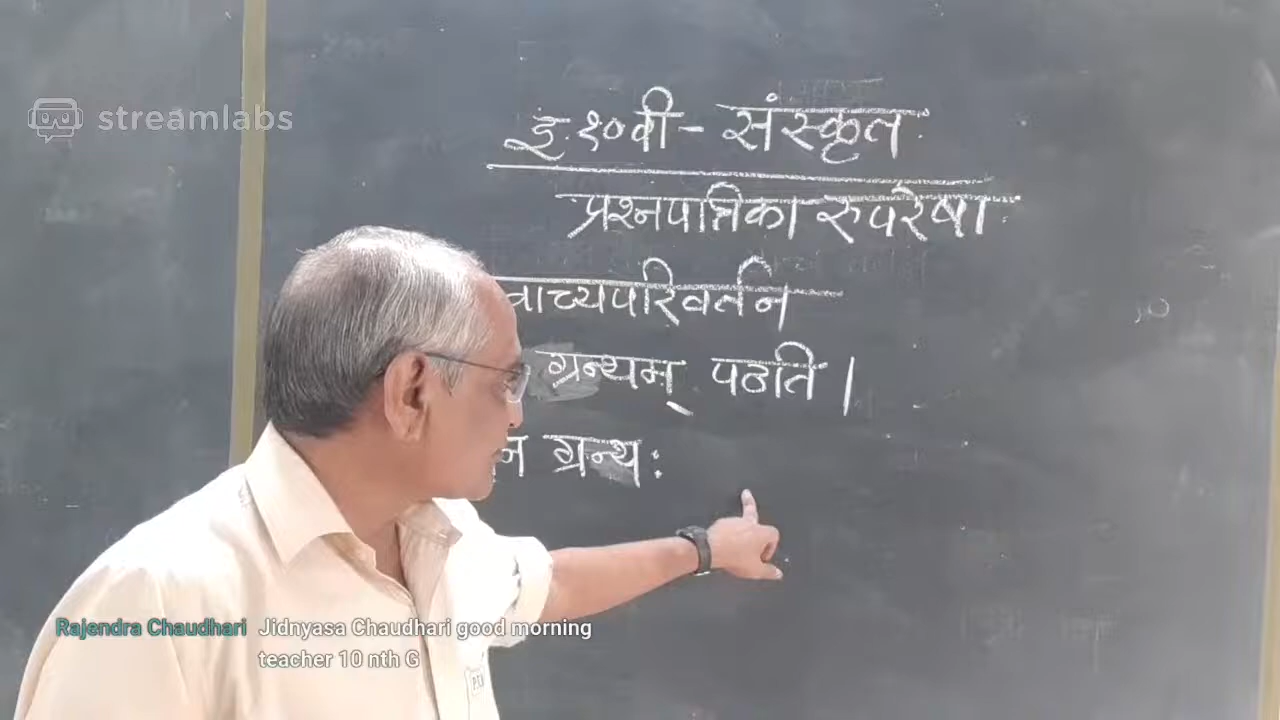 streamlabs
इ.१०वी - संस्कृत
प्रश्नपत्रिका रुपरेषा
वाच्यपरिवर्तन
ग्रन्थम् पठति ।
न ग्रन्थः
Rajendra Chaudhari Jidnyasa Chaudhari good morning
teacher 10 nth G